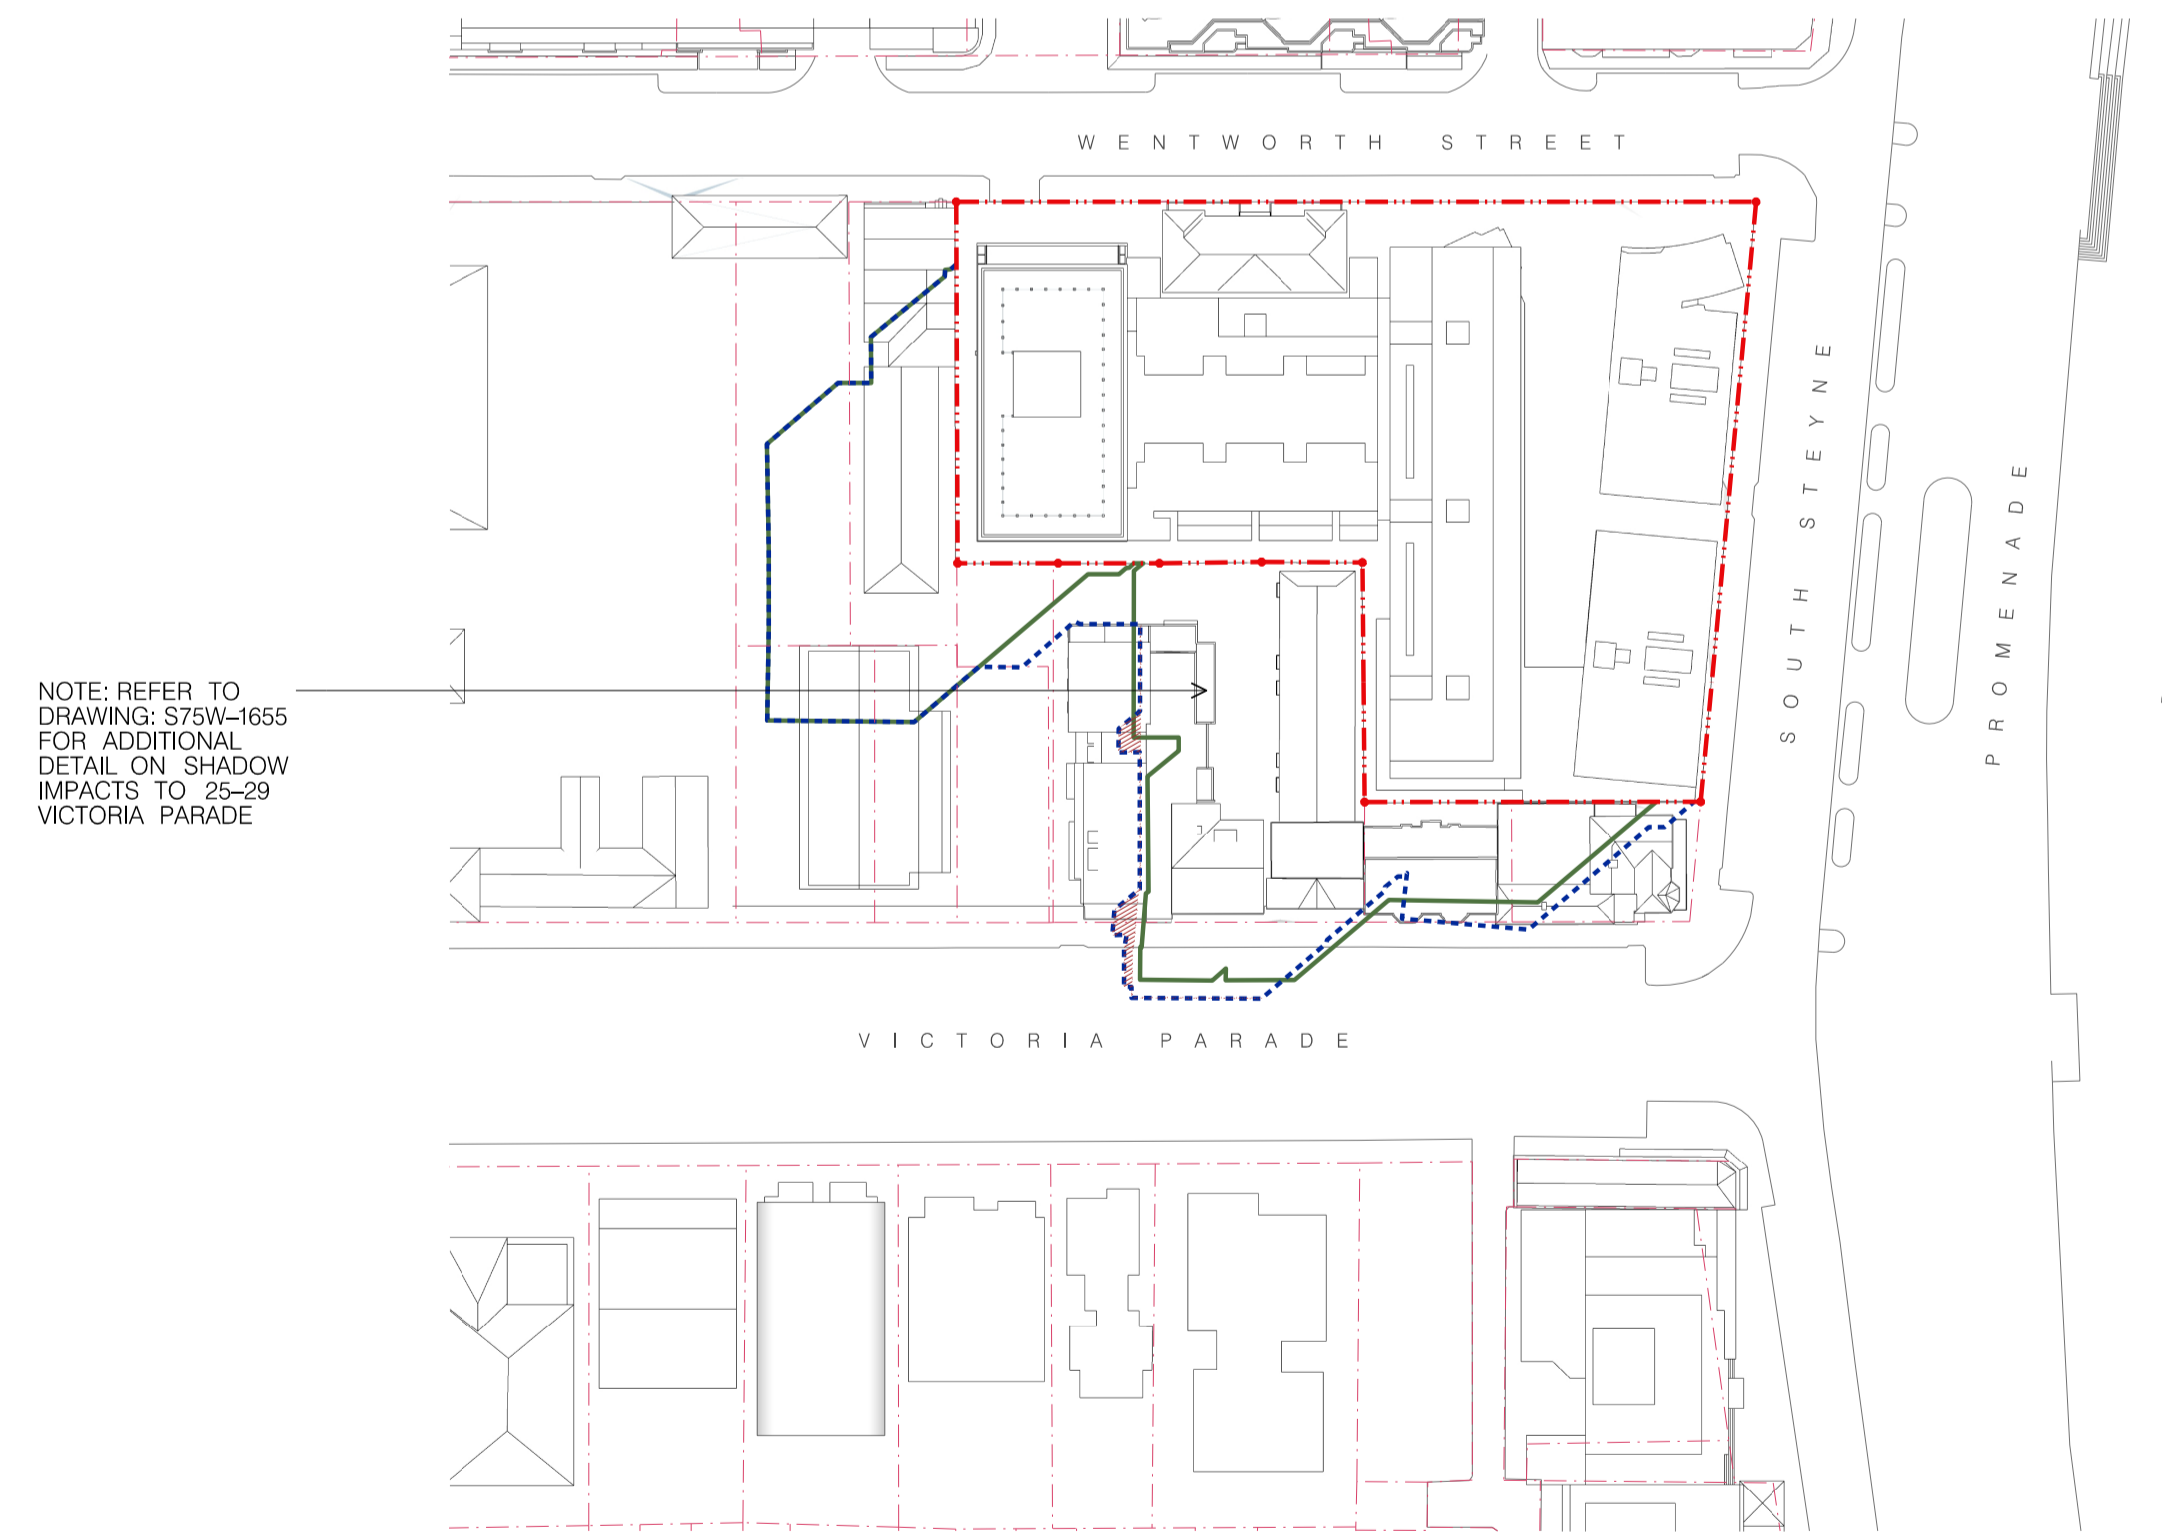 WENTWORTH STREET
SOUTH STEYNE
PROMENADE
NOTE: REFER TO
DRAWING: S75W–1655
FOR ADDITIONAL
DETAIL ON SHADOW
IMPACTS TO 25–29
VICTORIA PARADE
VICTORIA PARADE